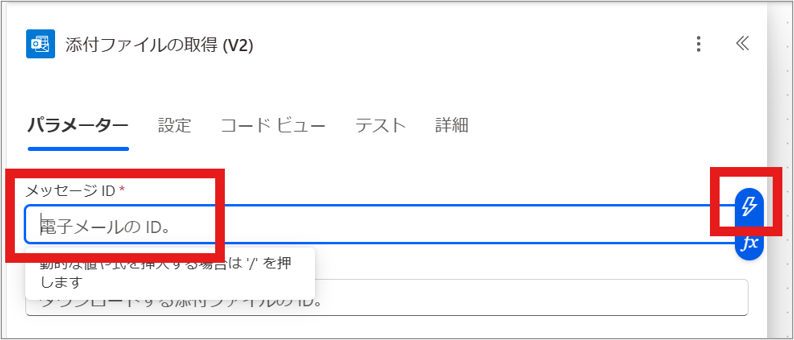 添付ファイルの取得 (V2)
パラメーター 設定 コード ビュー テスト 詳細
メッセージ ID *
電子メールの ID。
fx
動的な値や式を挿入する場合は '/' を押
します
ダウンロードする添付ファイルの ID。